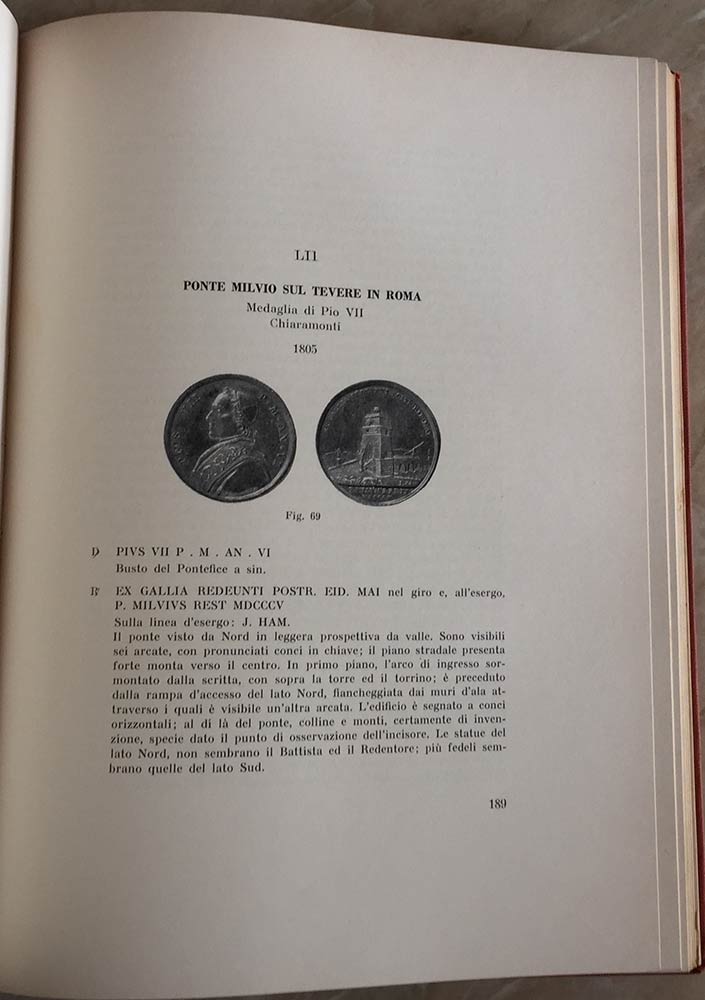 LII
PONTE MILVIO SUL TEVERE IN ROMA
Medaglia di Pio VII
Chiaramonti
1805
Fig. 69
D PIVS VII P . M . AN . VI
Busto del Pontefice a sin.
R EX GALLIA REDEUNTI POSTR. EID. MAI nel giro e, all'esergo,
P. MILVIVS REST MDCCCV
Sulla linea d'esergo: J. HAM.
Il ponte visto da Nord in leggera prospettiva da valle. Sono visibili
sei arcate, con pronunciati conci in chiave; il piano stradale presenta
forte monta verso il centro. In primo piano, l'arco di ingresso sor-
montato dalla scritta, con sopra la torre ed il torrino; è preceduto
dalla rampa d'accesso del lato Nord, fiancheggiata dai muri d'ala at-
traverso i quali è visibile un'altra arcata. L'edificio è segnato a conci
orizzontali; al di là del ponte, colline e monti, certamente di inven-
zione, specie dato il punto di osservazione dell'incisore. Le statue del
lato Nord, non sembrano il Battista ed il Redentore; più fedeli sem-
brano quelle del lato Sud.
189